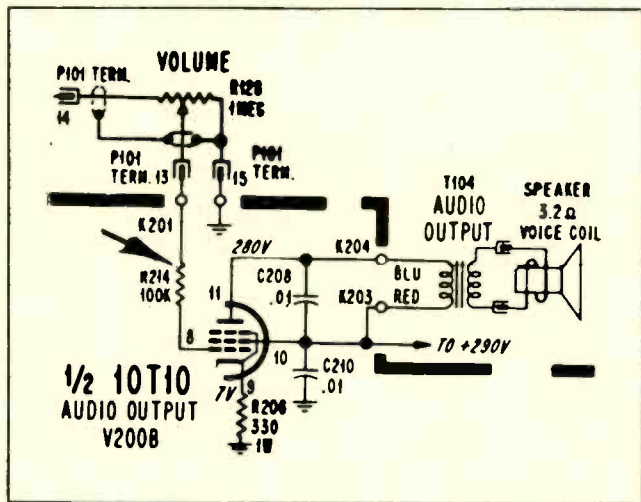 VOLUME
P101 TERM.
R126
1MEG
14
P101
TERM. 13
15
P101
TERM.
K201
R214
100K
280V
11
8
10
7V
9
C208
.01
C210
.01
K204
BLU
K203
RED
T104
AUDIO
OUTPUT
SPEAKER
3.2Ω
VOICE COIL
TO +290V
1/2 10T10
AUDIO OUTPUT
V200B
R206
330
1W